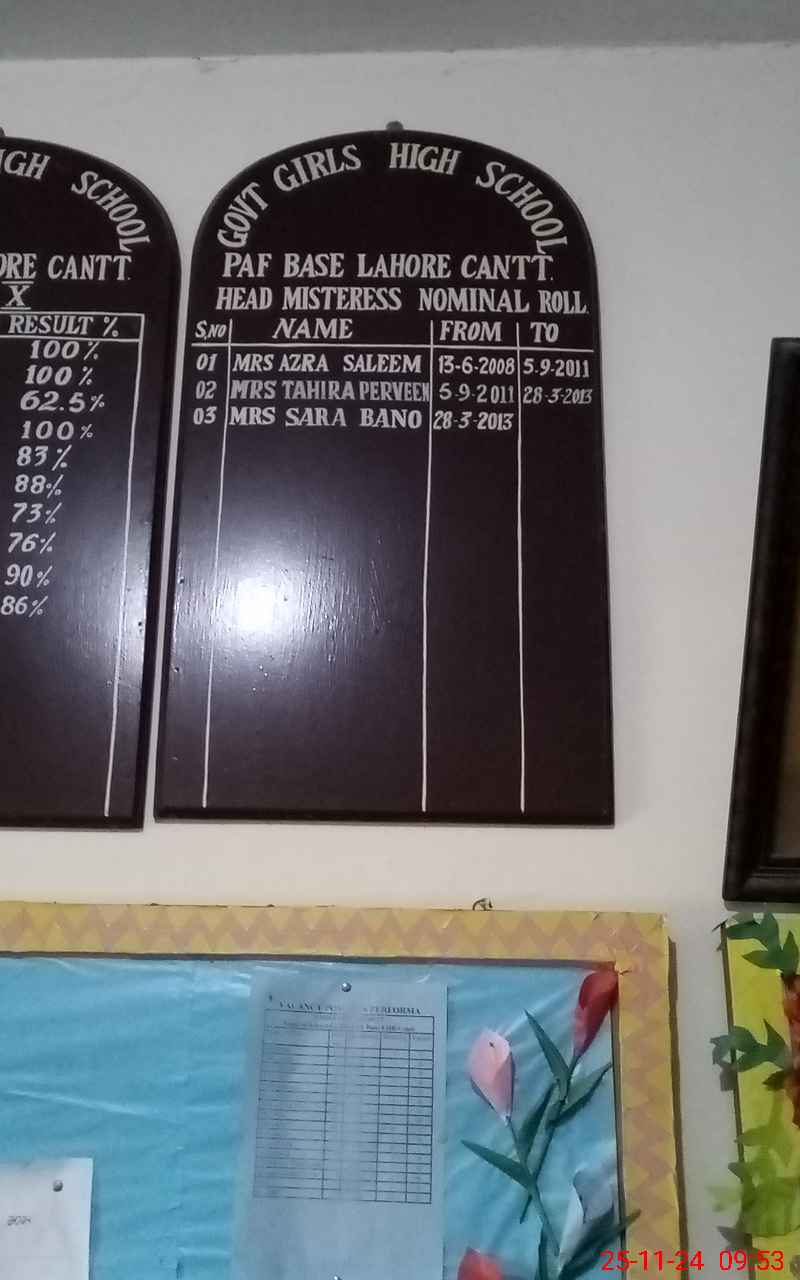 IGH SCHOOL
ORE CANTT.
X
RESULT %
100%
100%
62.5%
100%
83%
88%
73%
76%
90%
86%
GOVT GIRLS HIGH SCHOOL
PAF BASE LAHORE CANTT.
HEAD MISTERESS NOMINAL ROLL.
S,NO NAME FROM TO
01 MRS AZRA SALEEM 13-6-2008 5.9-2011
02 MRS TAHIRA PERVEEN 5-9-2011 28-3-2013
03 MRS SARA BANO 28-3-2013
VACANCY PERFORMA
25-11-24 09:53